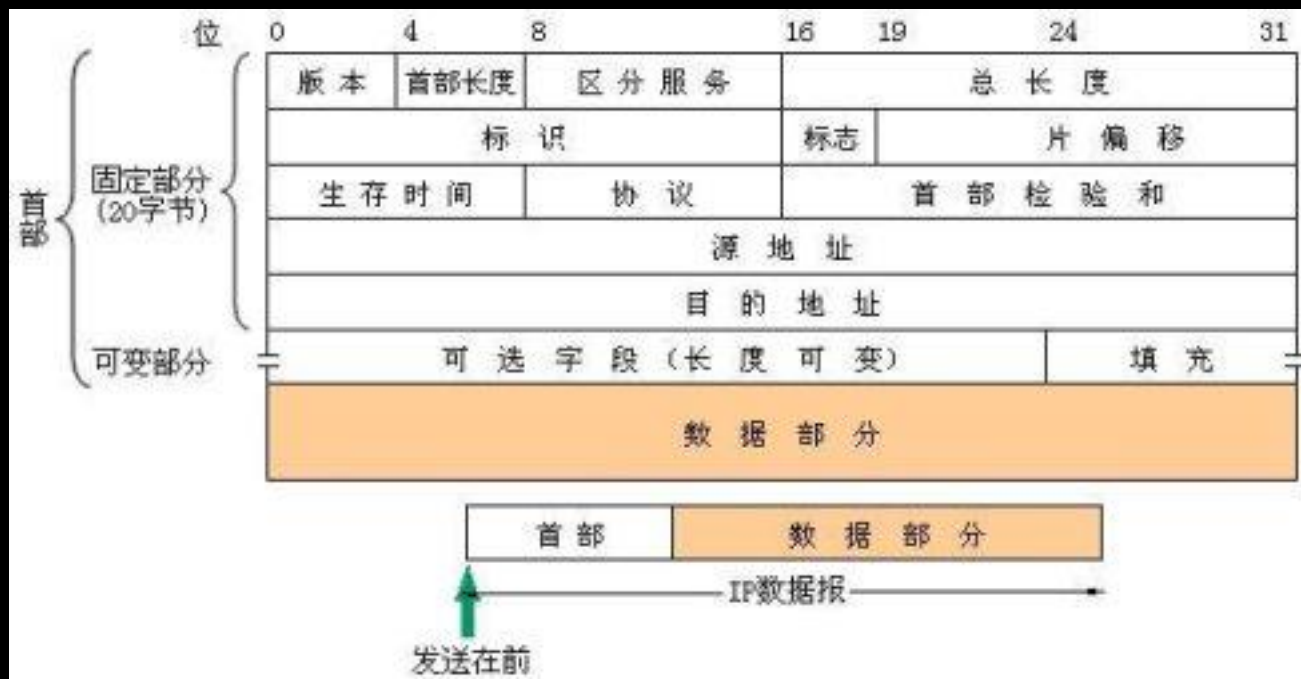 位 0 4 8 16 19 24 31
版本 首部长度 区分服务 总长度
标识 标志 片偏移
首部 固定部分 (20字节) 生存时间 协议 首部检验和
源地址
目的地址
可变部分 可选字段(长度可变) 填充
数据部分
首部 数据部分
IP数据报
发送在前